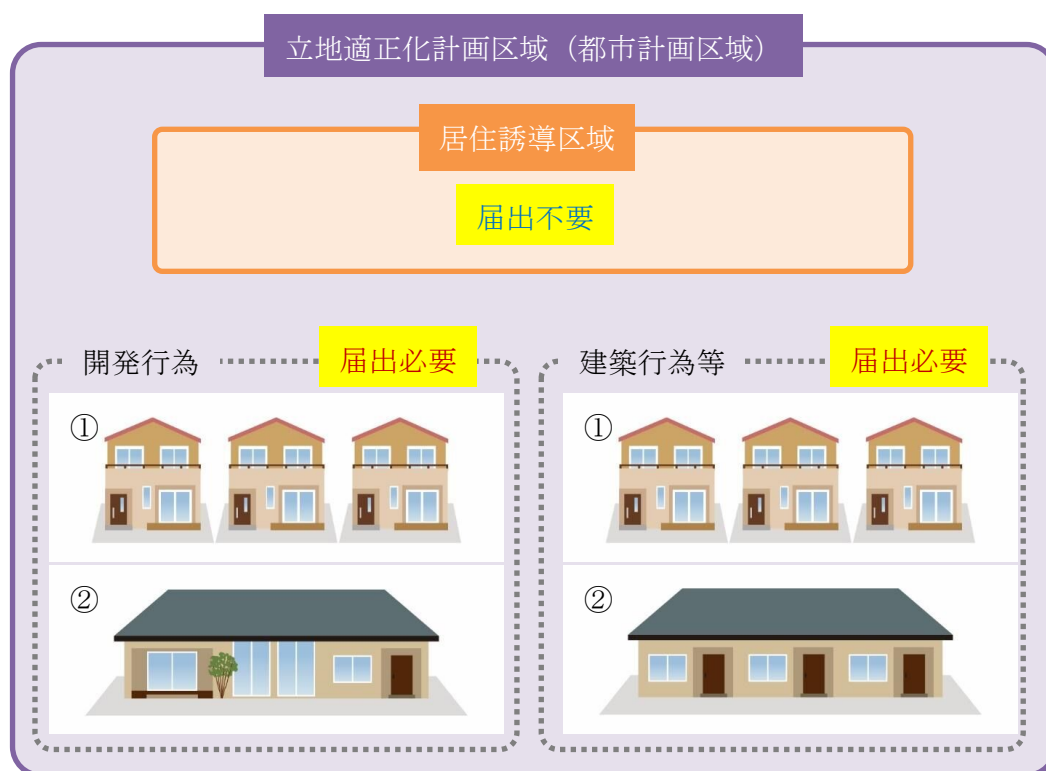 立地適正化計画区域（都市計画区域）
居住誘導区域
届出不要
開発行為
届出必要
①
②
建築行為等
届出必要
①
②